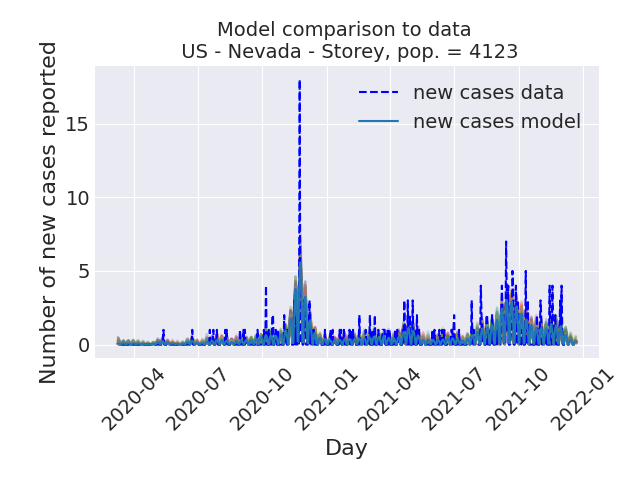 Model comparison to data
US - Nevada - Storey, pop. = 4123
Number of new cases reported
15
10
5
0
new cases data
new cases model
2020-04
2020-07
2020-10
2021-01
2021-04
2021-07
2021-10
2022-01
Day